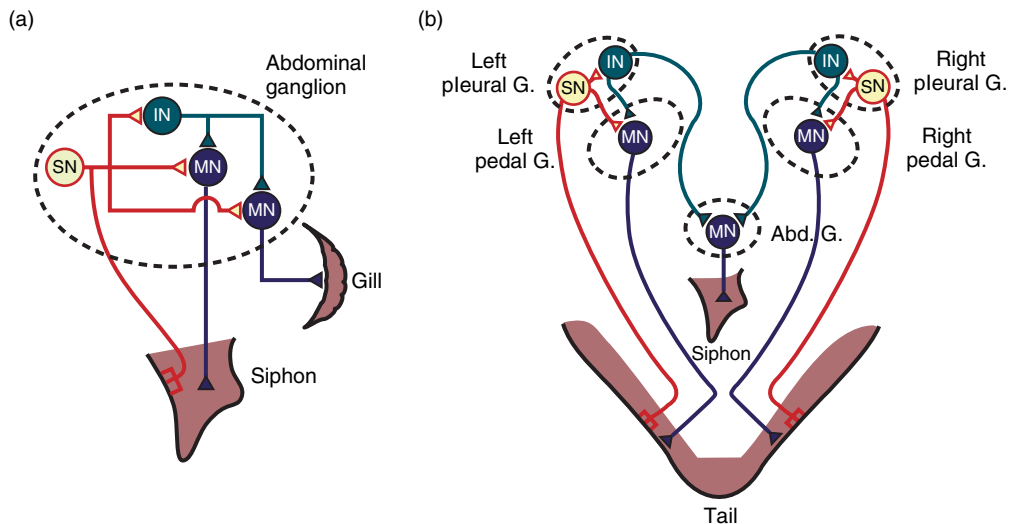 (a)
Abdominal
ganglion
IN
SN
MN
MN
Gill
Siphon
(b)
Left
pleural G.
IN
SN
Left
pedal G.
MN
IN
SN
MN
Right
pleural G.
Right
pedal G.
MN
Abd. G.
Siphon
Tail